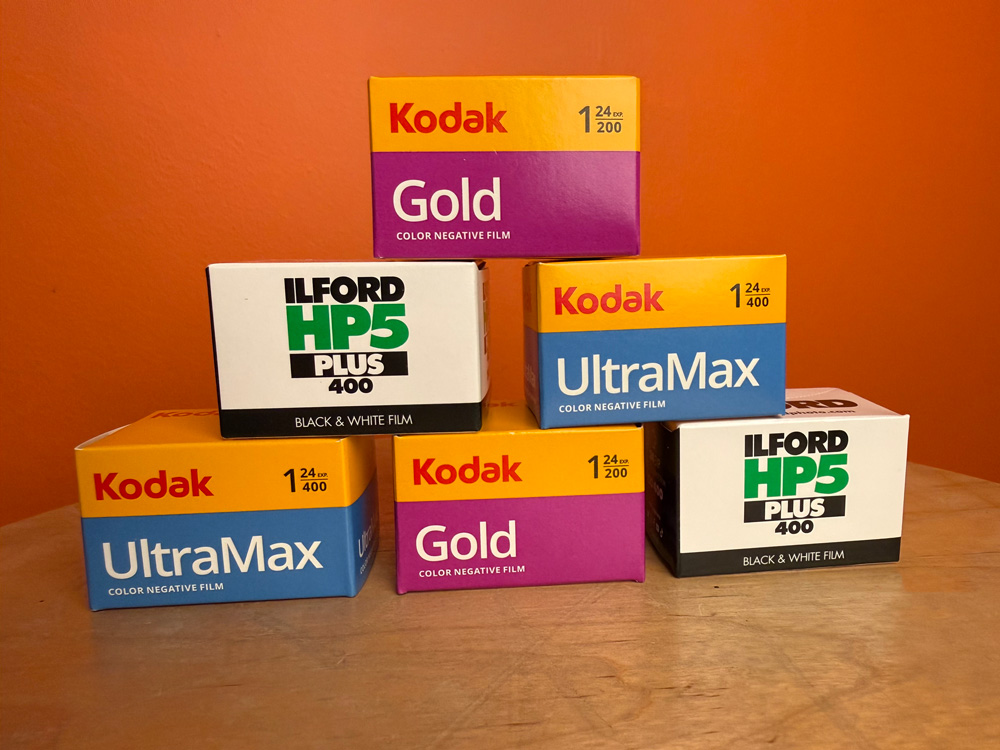 Kodak
1 24 EXP. 200
Gold
COLOR NEGATIVE FILM
ILFORD
HP5
PLUS
400
BLACK & WHITE FILM
Kodak
1 24 EXP. 400
UltraMax
COLOR NEGATIVE FILM
Kodak
Kodak
1 24 EXP. 400
UltraMax
COLOR NEGATIVE FILM
Kodak
1 24 EXP. 200
Gold
COLOR NEGATIVE FILM
ILFORD
HP5
PLUS
400
BLACK & WHITE FILM